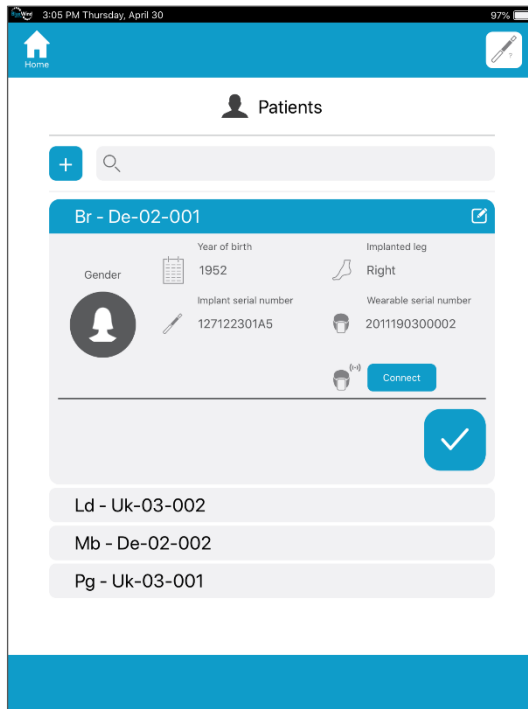 3:05 PM Thursday, April 30
97%
Home
?
Patients
+
Br - De-02-001
Gender
Year of birth
1952
Implanted leg
Right
Implant serial number
127122301A5
Wearable serial number
2011190300002
Connect
Ld - Uk-03-002
Mb - De-02-002
Pg - Uk-03-001